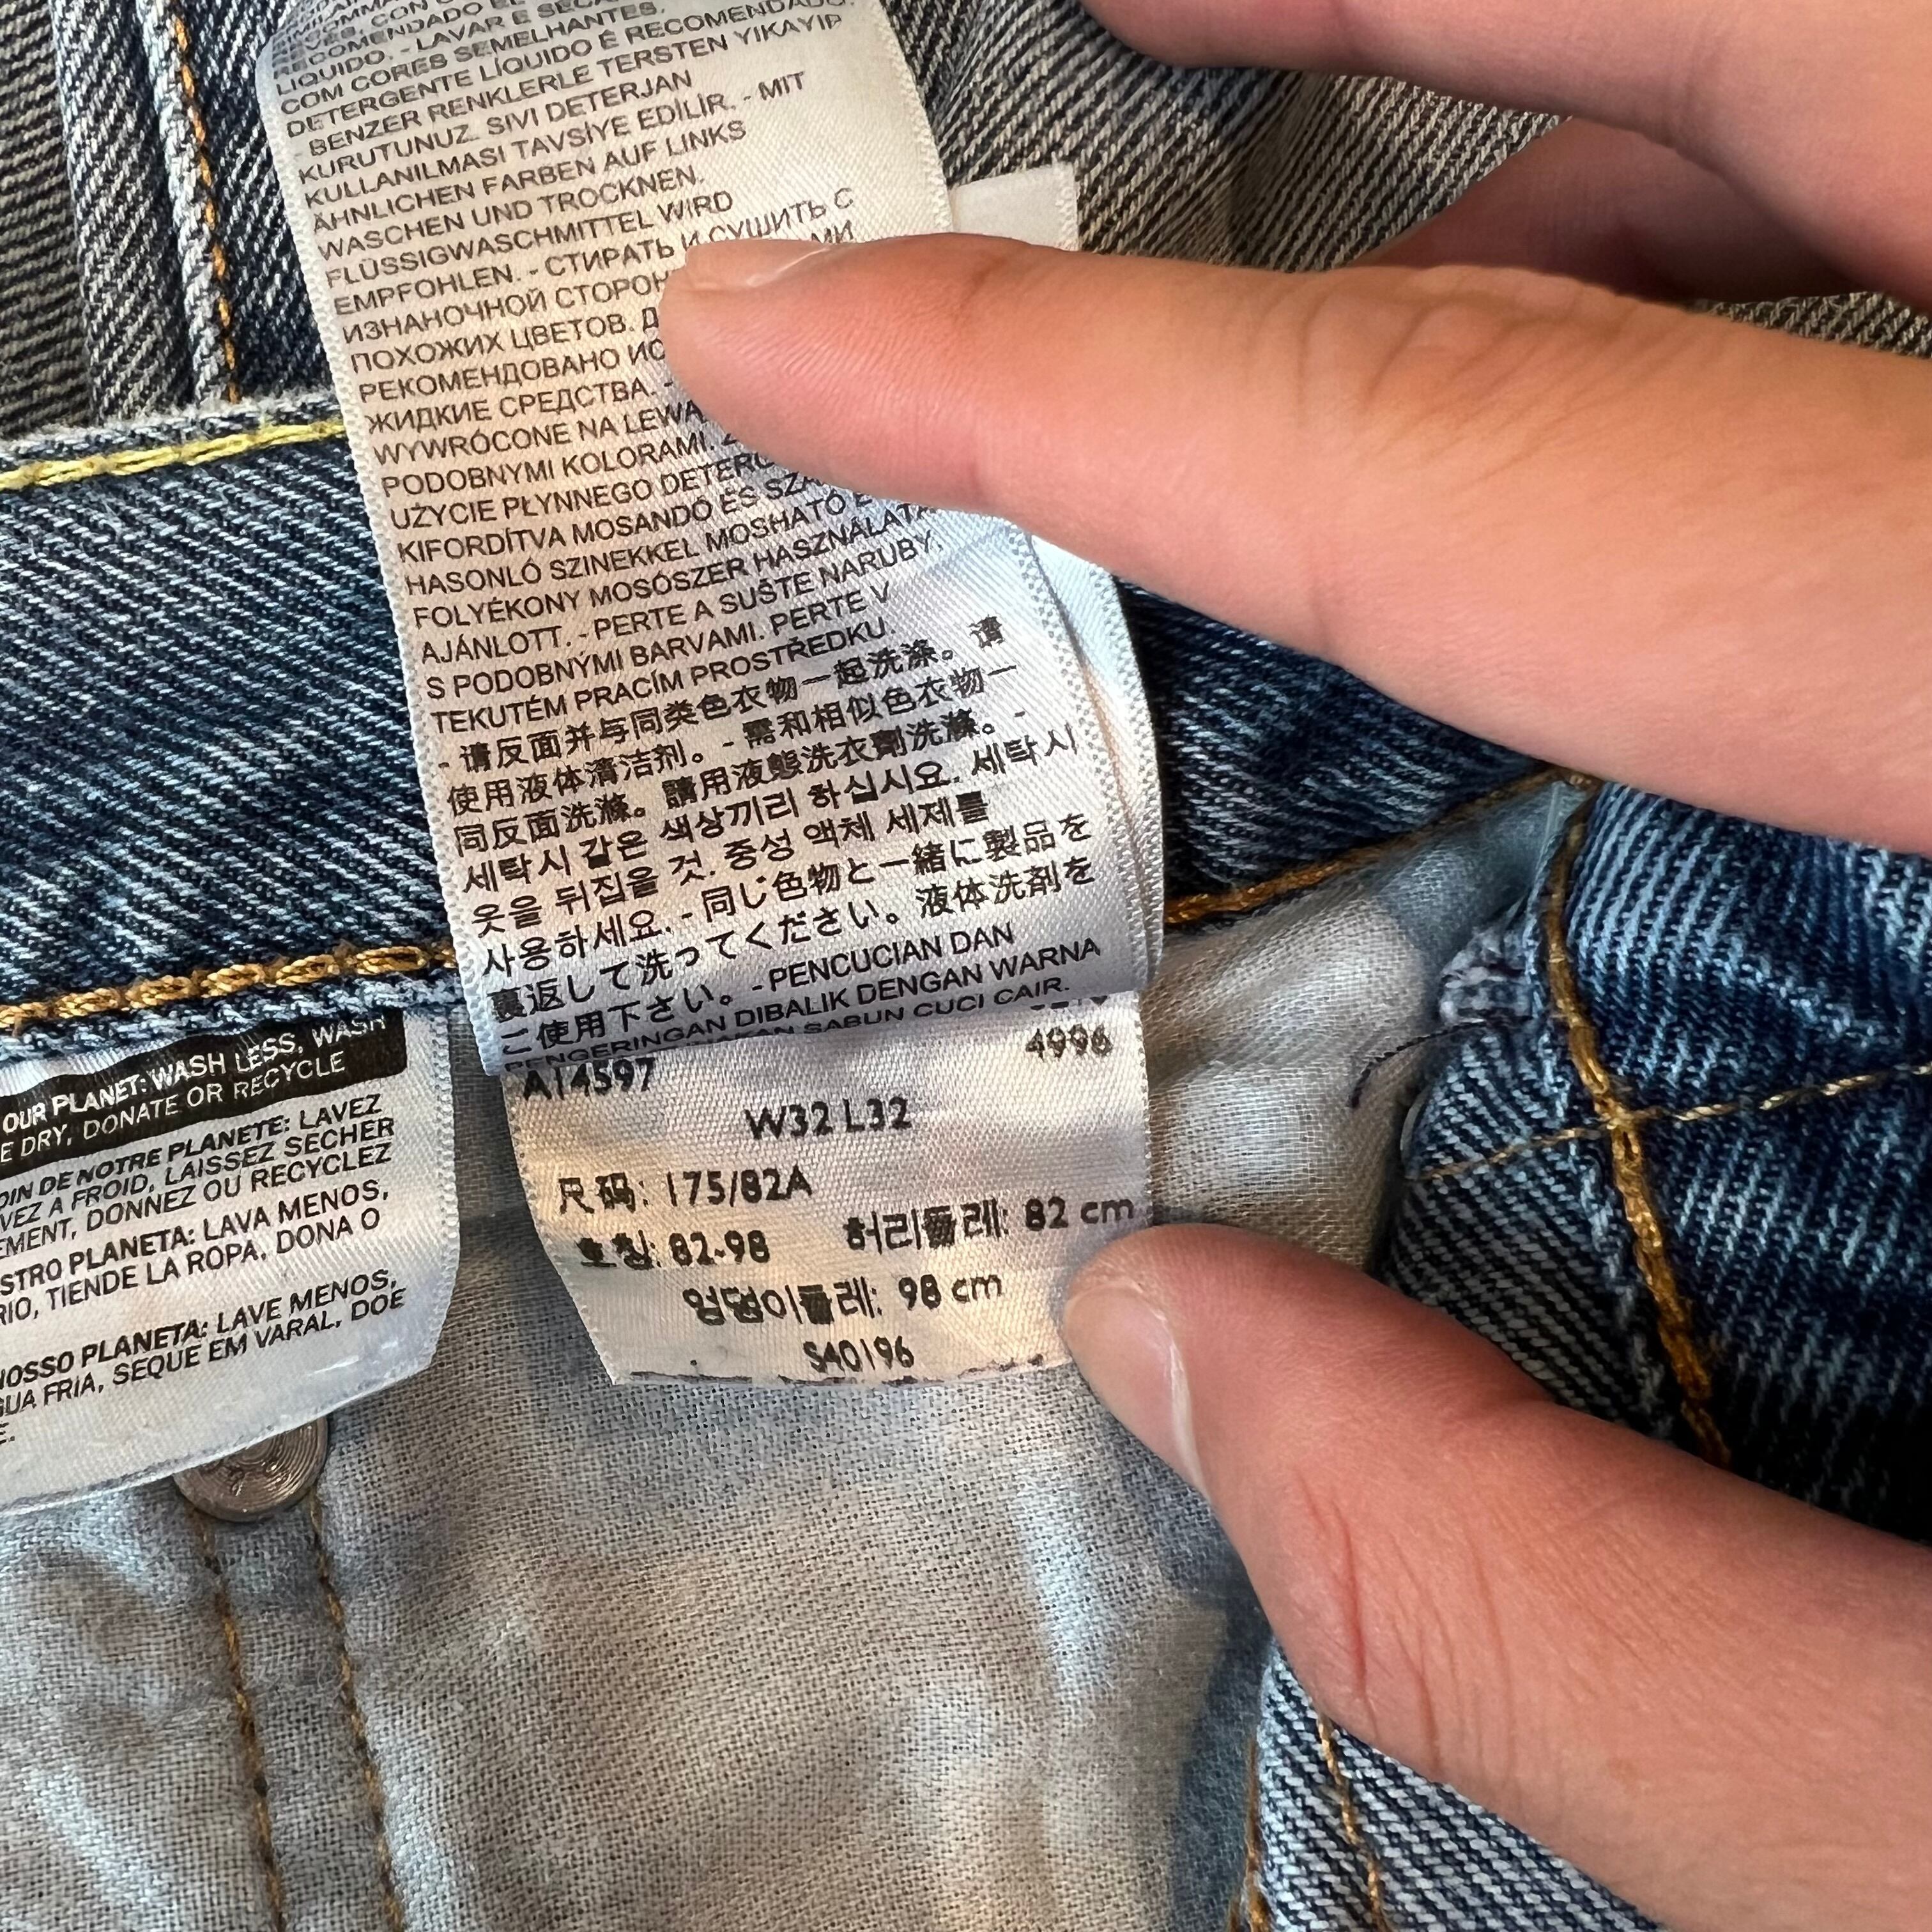 RECOMENDADO
LÍQUIDO. - LAVAR E
COM CORES SEMELHANTES.
DETERGENTE LÍQUIDO É RECOMENDADO.
- BENZER RENKLERLE TERSTEN YIKAYIP
KURUTUNUZ. SIVI DETERJAN
KULLANILMASI TAVSİYE EDİLİR. - MIT
ÄHNLICHEN FARBEN AUF LINKS
WASCHEN UND TROCKNEN.
FLÜSSIGWASCHMITTEL WIRD
EMPFOHLEN. - СТИРАТЬ И СУШИТЬ С
ИЗНАНОЧНОЙ
ПОХОЖИХ ЦВЕТОВ.
РЕКОМЕНДОВАНО
ЖИДКИЕ СРЕДСТВА. -
WYWRÓCONE NA
PODOBNYMI KOLORAMI.
UŻYCIE PŁYNNEGO
KIFORDÍTVA MOSANDÓ ÉS
HASONLÓ SZINEKKEL MOSHATÓ
FOLYÉKONY MOSÓSZER
AJÁNLOTT. - PERTE A SUŠTE NARUBY,
S PODOBNÝMI BARVAMI. PERTE V
TEKUTÉM PRACÍM PROSTŘEDKU.
- 请反面并与同类色衣物一起洗涤。请
使用液体清洁剂。- 需和相似色衣物一
同反面洗滌。請用液態洗衣劑洗滌。 -
세탁시 같은 색상끼리 하십시요. 세탁시
옷을 뒤집을 것. 중성 액체 세제를
사용하세요. - 同じ色物と一緒に製品を
裏返して洗ってください。液体洗剤を
ご使用下さい。- PENCUCIAN DAN
PENGERINGAN DIBALIK DENGAN WARNA
SABUN CUCI CAIR.
4996
A14597
W32 L32
尺码: 175/82A
호칭: 82-98 허리둘레: 82 cm
엉덩이둘레: 98 cm
S40196
OUR PLANET: WASH LESS, WASH
DRY, DONATE OR RECYCLE
DE NOTRE PLANÈTE: LAVEZ
A FROID, LAISSEZ SÉCHER
DONNEZ OU RECYCLEZ
PLANETA: LAVA MENOS,
TIENDE LA ROPA, DONA O
PLANETA: LAVE MENOS,
FRIA, SEQUE EM VARAL, DOE